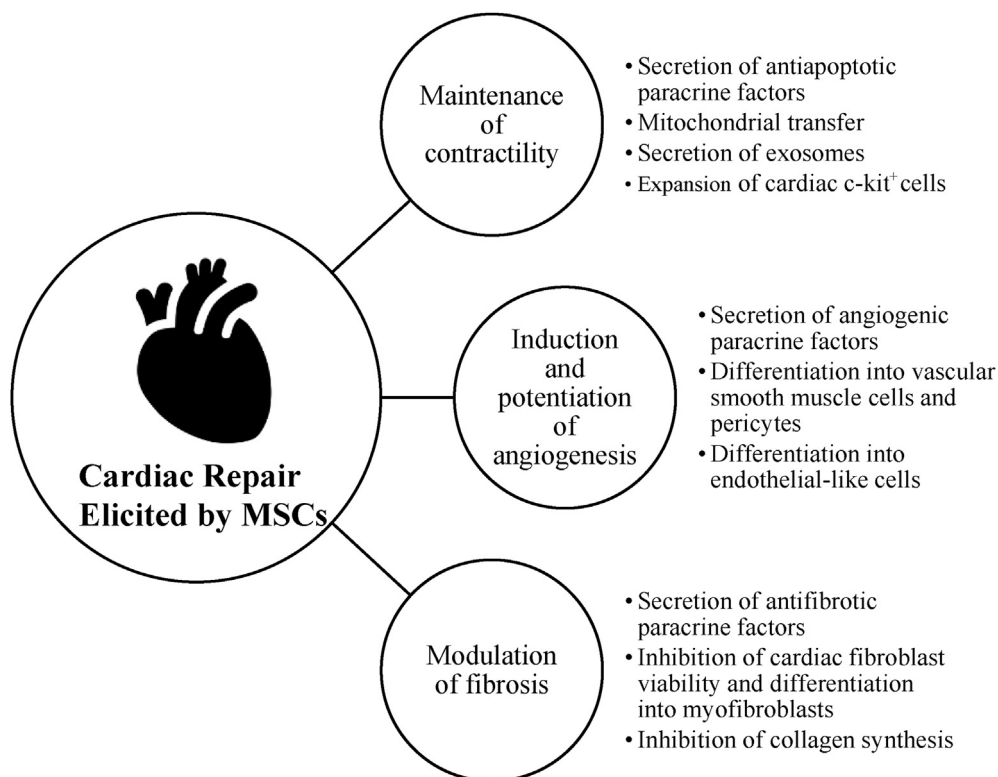 Maintenance
of
contractility
• Secretion of antiapoptotic
paracrine factors
• Mitochondrial transfer
• Secretion of exosomes
• Expansion of cardiac c-kit⁺ cells
Cardiac Repair
Elicited by MSCs
Induction
and
potentiation
of
angiogenesis
• Secretion of angiogenic
paracrine factors
• Differentiation into vascular
smooth muscle cells and
pericytes
• Differentiation into
endothelial-like cells
Modulation
of fibrosis
• Secretion of antifibrotic
paracrine factors
• Inhibition of cardiac fibroblast
viability and differentiation
into myofibroblasts
• Inhibition of collagen synthesis